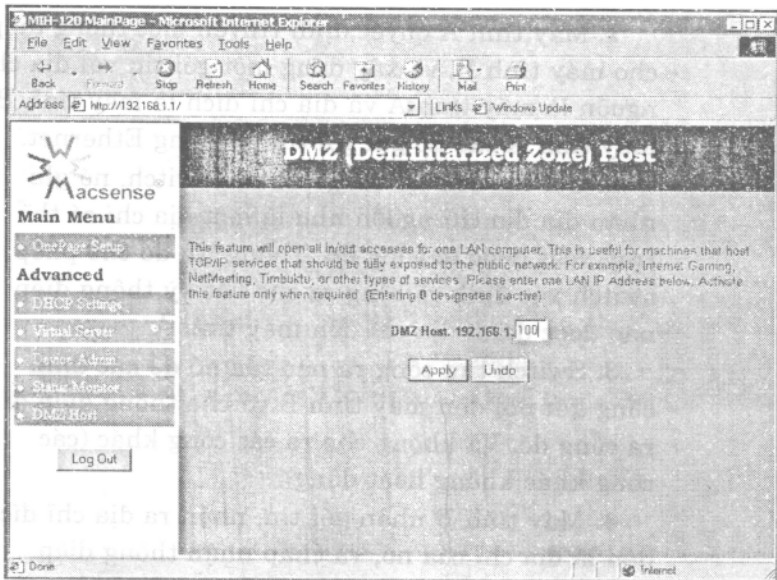 MIH-120 MainPage - Microsoft Internet Explorer
File Edit View Favorites Tools Help
Back Forward Stop Refresh Home Search Favorites History Mail Print
Address http://192.168.1.1/ Links Windows Update
Macsense
DMZ (Demilitarized Zone) Host
Main Menu
OnePage Setup
Advanced
DHCP Settings
Virtual Server
Device Admin
Status Monitor
DMZ Host
Log Out
This feature will open all in/out accesses for one LAN computer. This is useful for machines that host
TCP/IP services that should be fully exposed to the public network. For example, Internet Gaming,
NetMeeting, Timbuktu, or other types of services. Please enter one LAN IP Address below. Activate
this feature only when required. (Entering 0 designates inactive)
DMZ Host. 192.168.1. 100
Apply Undo
Done Internet